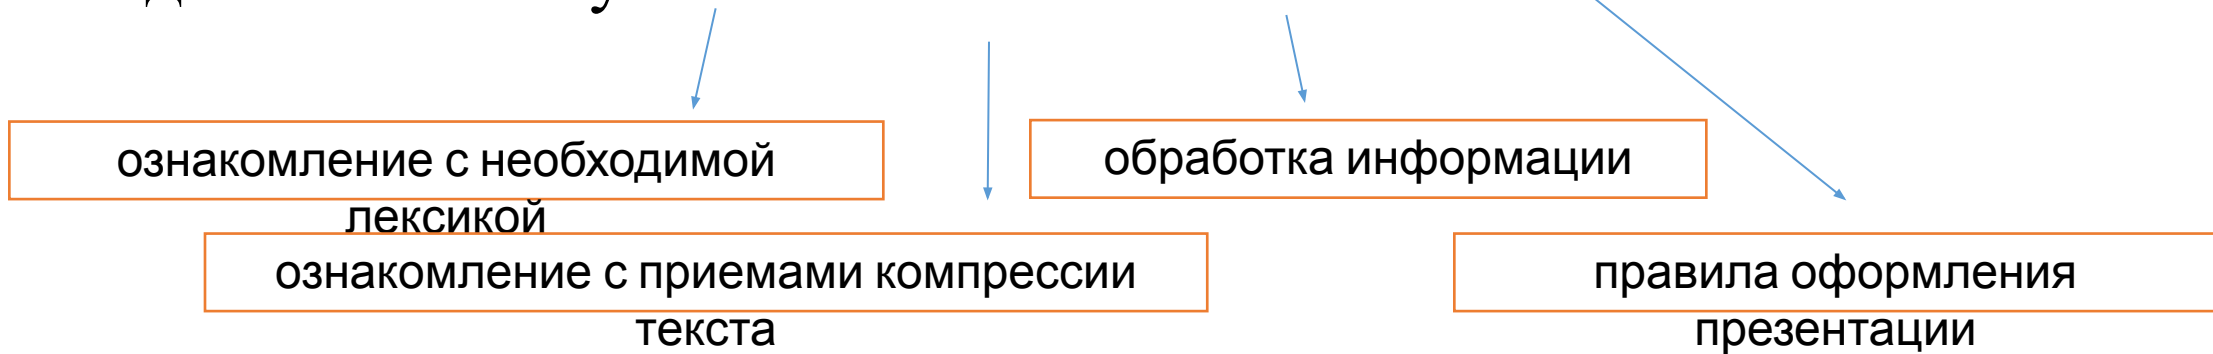 ознакомление с необходимой
лексикой
обработка информации
ознакомление с приемами компрессии
текста
правила оформления
презентации